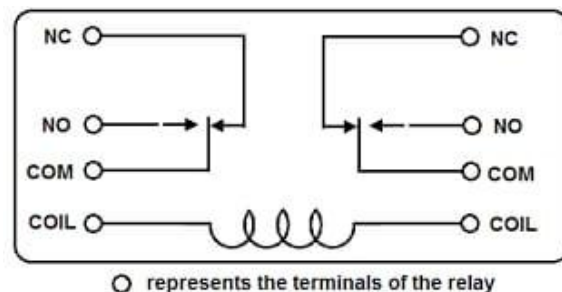 NC NC
NO NO
COM COM
COIL COIL
represents the terminals of the relay